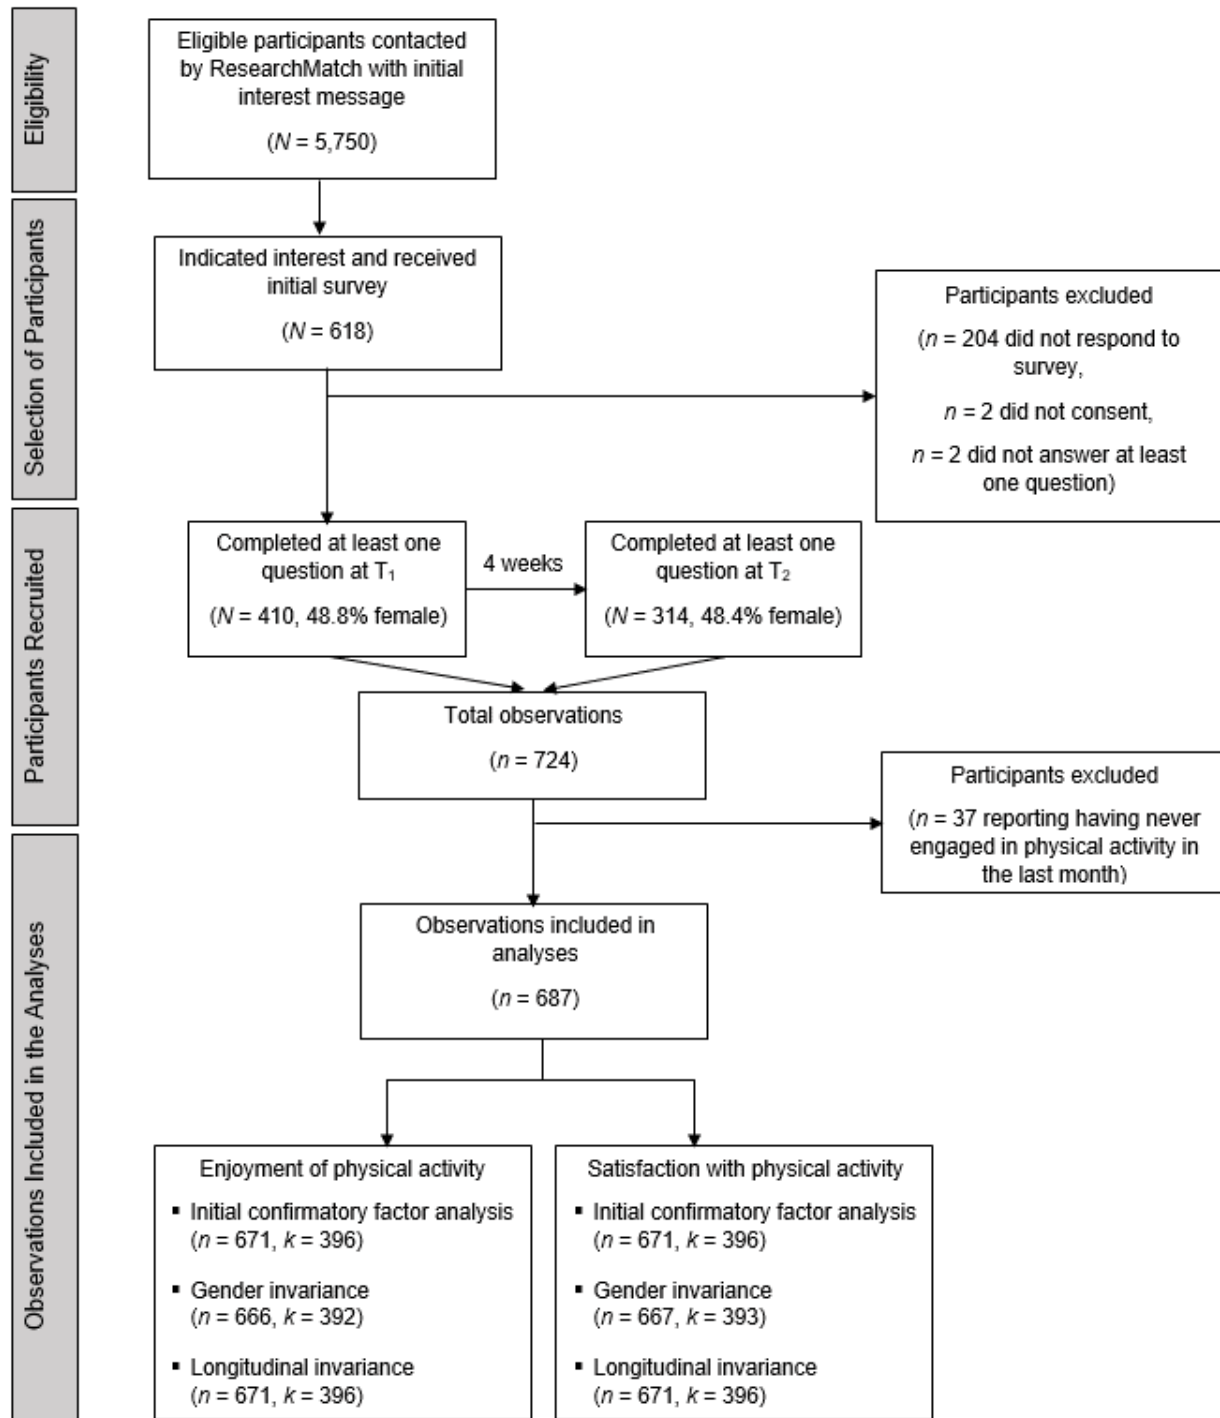 Eligibility
Eligible participants contacted
by ResearchMatch with initial
interest message
(N = 5,750)
Selection of Participants
Indicated interest and received
initial survey
(N = 618)
Participants excluded
(n = 204 did not respond to
survey,
n = 2 did not consent,
n = 2 did not answer at least
one question)
Participants Recruited
Completed at least one
question at T₁
(N = 410, 48.8% female)
4 weeks
Completed at least one
question at T₂
(N = 314, 48.4% female)
Total observations
(n = 724)
Participants excluded
(n = 37 reporting having never
engaged in physical activity in
the last month)
Observations Included in the Analyses
Observations included in
analyses
(n = 687)
Enjoyment of physical activity
▪ Initial confirmatory factor analysis
(n = 671, k = 396)
▪ Gender invariance
(n = 666, k = 392)
▪ Longitudinal invariance
(n = 671, k = 396)
Satisfaction with physical activity
▪ Initial confirmatory factor analysis
(n = 671, k = 396)
▪ Gender invariance
(n = 667, k = 393)
▪ Longitudinal invariance
(n = 671, k = 396)